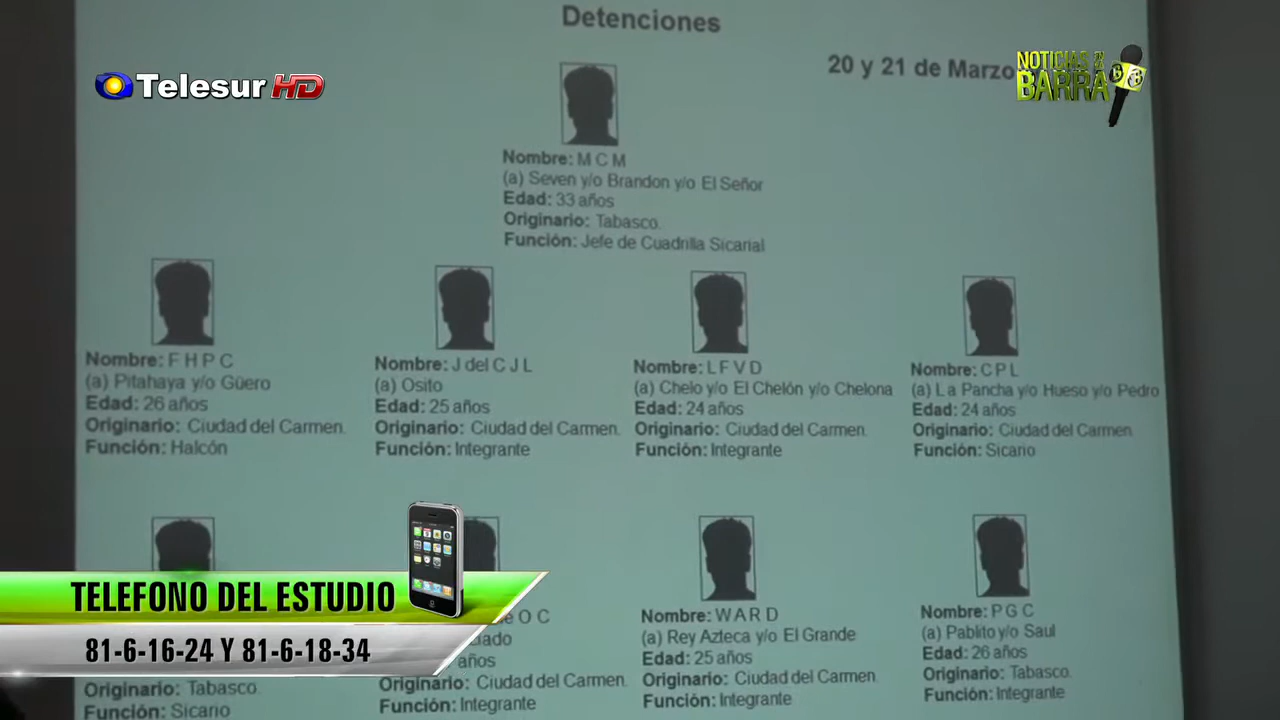 Detenciones
20 y 21 de Marzo
Telesur HD
NOTICIAS
BARRA
Nombre: M C M
(a) Seven y/o Brandon y/o El Señor
Edad: 33 años
Originario: Tabasco.
Función: Jefe de Cuadrilla Sicarial
Nombre: F H P C
(a) Pitahaya y/o Güero
Edad: 26 años
Originario: Ciudad del Carmen.
Función: Halcón
Nombre: J del C J L
(a) Osito
Edad: 25 años
Originario: Ciudad del Carmen.
Función: Integrante
Nombre: L F V D
(a) Chelo y/o El Chelón y/o Chelona
Edad: 24 años
Originario: Ciudad del Carmen.
Función: Integrante
Nombre: C P L
(a) La Pancha y/o Hueso y/o Pedro
Edad: 24 años
Originario: Ciudad del Carmen.
Función: Sicario
TELEFONO DEL ESTUDIO
81-6-16-24 Y 81-6-18-34
Originario: Tabasco.
Función: Sicario
O C
años
Originario: Ciudad del Carmen.
Función: Integrante
Nombre: W A R D
(a) Rey Azteca y/o El Grande
Edad: 25 años
Originario: Ciudad del Carmen.
Función: Integrante
Nombre: P G C
(a) Pablito y/o Saul
Edad: 26 años
Originario: Tabasco.
Función: Integrante